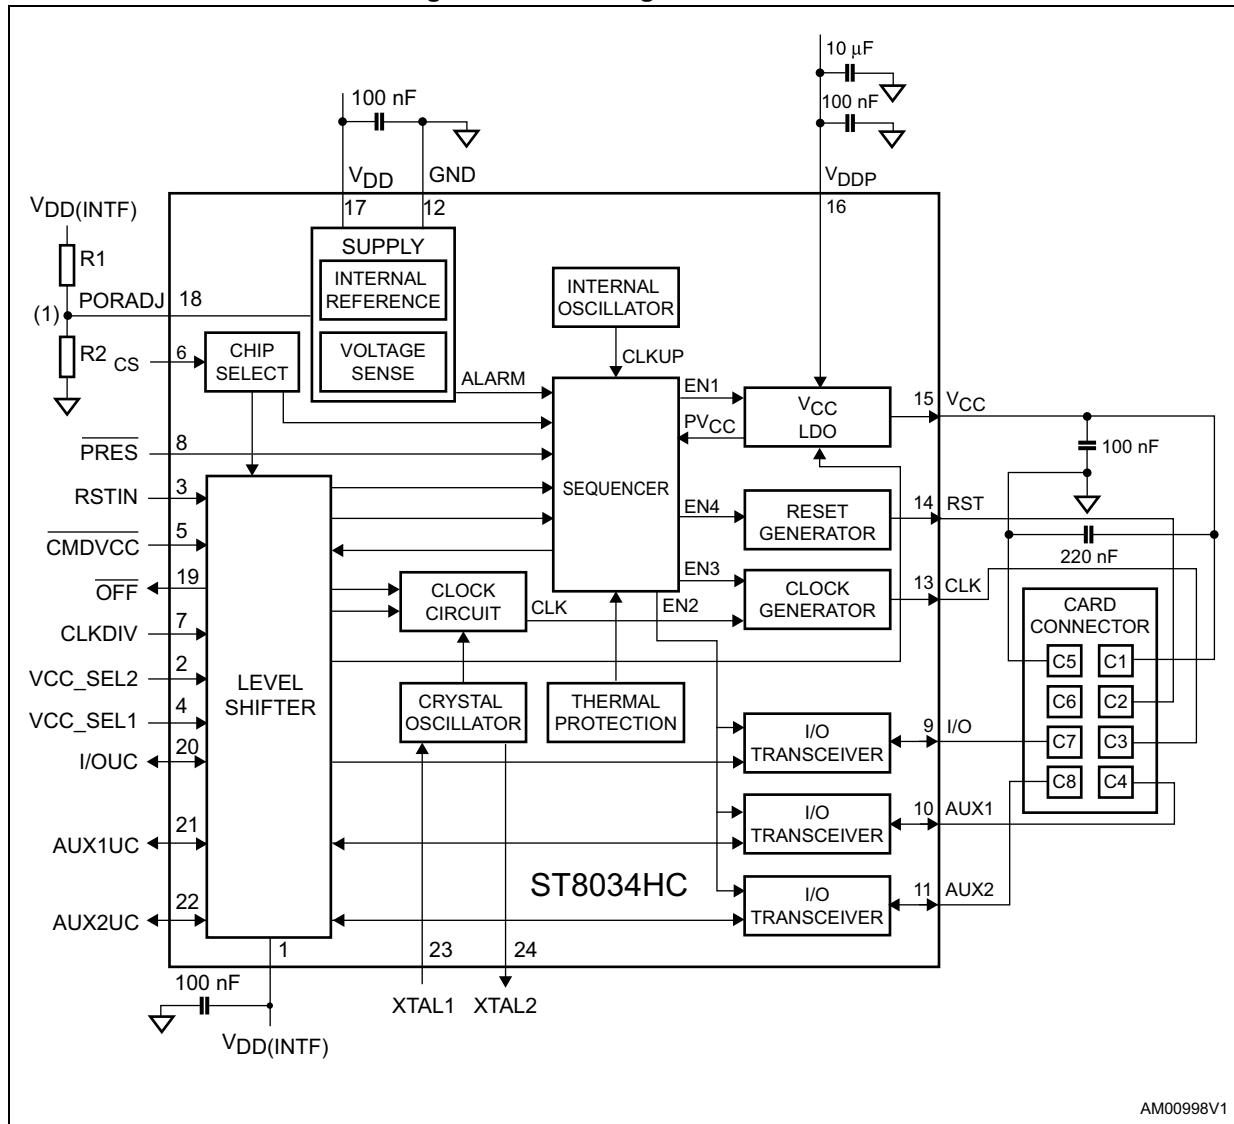 10 μF
100 nF
100 nF
VDD
GND
VDDP
17
12
16
VDD(INTF)
R1
SUPPLY
INTERNAL
REFERENCE
INTERNAL
OSCILLATOR
PORADJ
18
(1)
R2
CS
6
CHIP
SELECT
VOLTAGE
SENSE
ALARM
CLKUP
EN1
PVCC
VCC
LDO
15
VCC
100 nF
PRES
8
RSTIN
3
SEQUENCER
EN4
RESET
GENERATOR
14
RST
CMDVCC
5
220 nF
OFF
19
CLOCK
CIRCUIT
CLK
EN3
EN2
CLOCK
GENERATOR
13
CLK
CARD
CONNECTOR
CLKDIV
7
VCC_SEL2
2
LEVEL
SHIFTER
CRYSTAL
OSCILLATOR
THERMAL
PROTECTION
C5
C1
C6
C2
C7
C3
C8
C4
VCC_SEL1
4
I/OUC
20
I/O
TRANSCEIVER
9
I/O
AUX1UC
21
I/O
TRANSCEIVER
10
AUX1
ST8034HC
AUX2UC
22
I/O
TRANSCEIVER
11
AUX2
1
23
24
100 nF
XTAL1
XTAL2
VDD(INTF)
AM00998V1